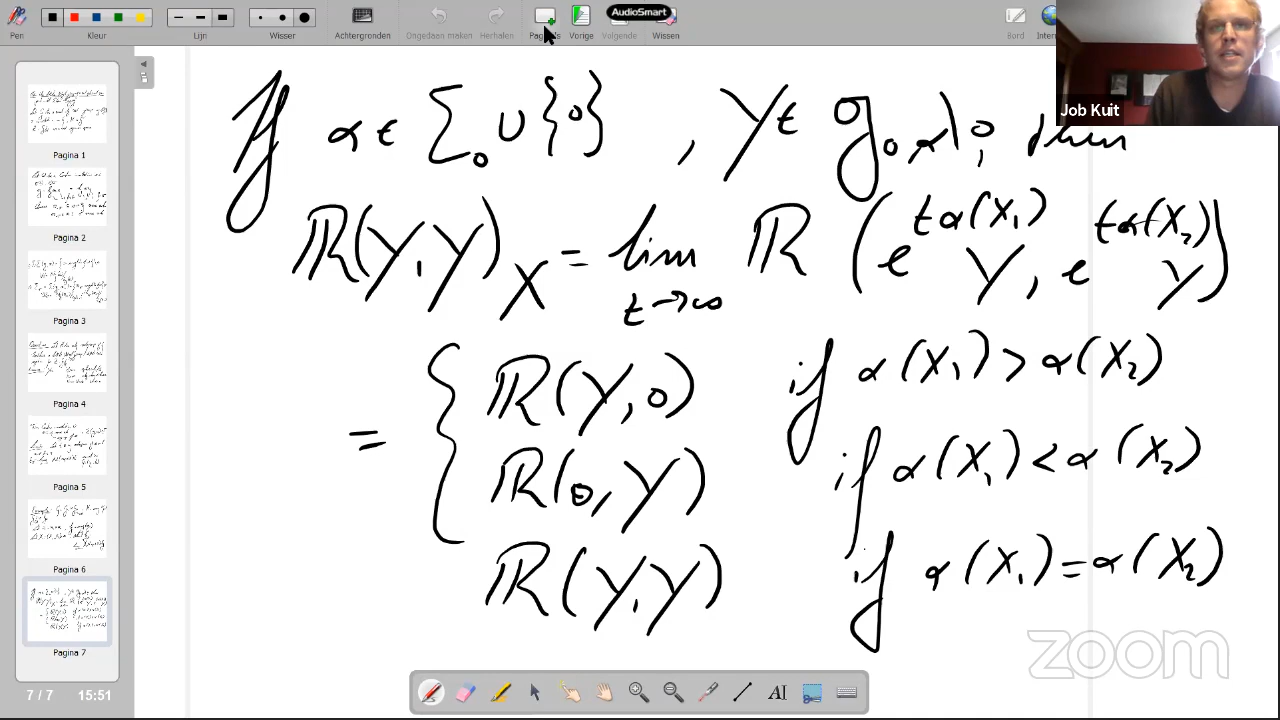 Pen Kleur Lijn Wisser Achtergronden Ongedaan maken Herhalen Vorige Volgende Wissen Bord
AudioSmart
Job Kuit
If α ∈ Σ₀ ∪ {0}, Y ∈ g₀,α \ 0, then
ℝ(Y,Y)_X = lim_{t→∞} ℝ(e^{tα(X₁)} Y, e^{tα(X₂)} Y)
= { ℝ(Y,0) if α(X₁) > α(X₂)
ℝ(0,Y) if α(X₁) < α(X₂)
ℝ(Y,Y) if α(X₁) = α(X₂)
Pagina 1
Pagina 2
Pagina 3
Pagina 4
Pagina 5
Pagina 6
Pagina 7
7 / 7 15:51
AI
zoom